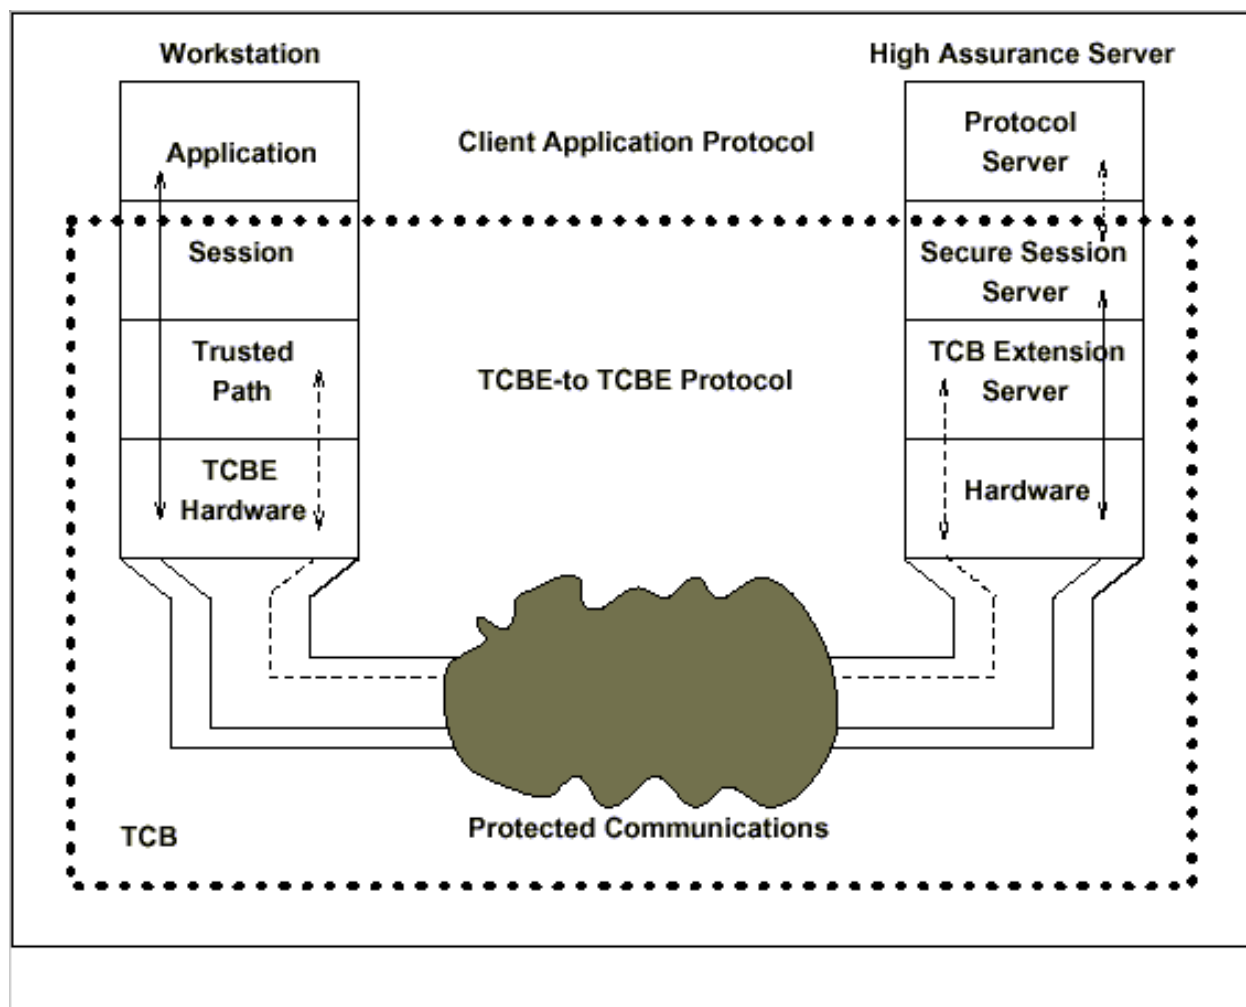 Workstation
High Assurance Server
Application
Client Application Protocol
Protocol
Server
Session
Secure Session
Server
Trusted
Path
TCBE-to TCBE Protocol
TCB Extension
Server
TCBE
Hardware
Hardware
Protected Communications
TCB